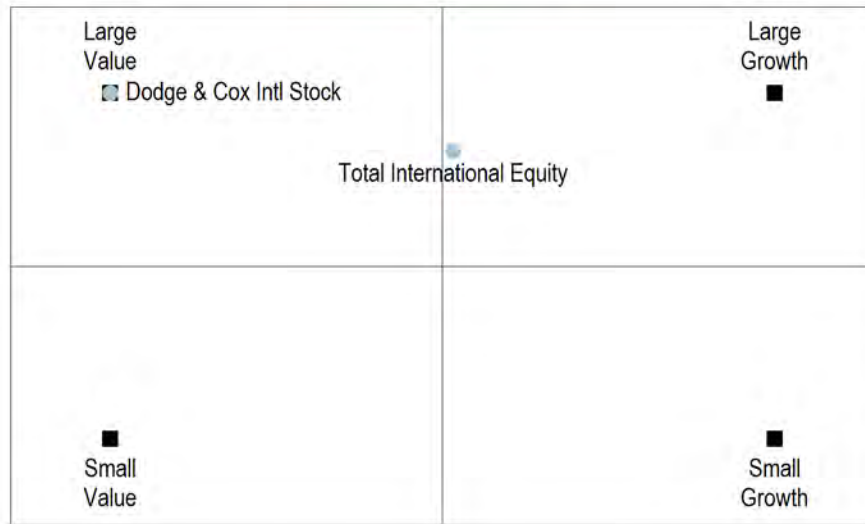 Large
Value
Large
Growth
Dodge & Cox Intl Stock
Total International Equity
Small
Value
Small
Growth